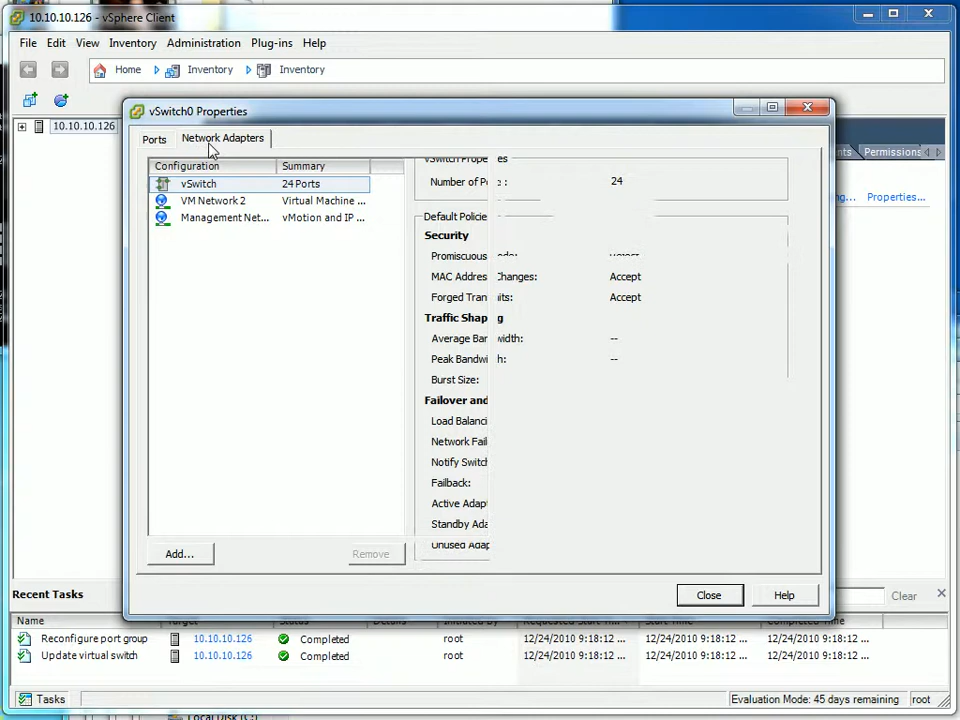 10.10.10.126 - vSphere Client
File Edit View Inventory Administration Plug-ins Help
Home Inventory Inventory
10.10.10.126
vSwitch0 Properties
Ports Network Adapters
Permissions
Properties...
Configuration Summary
vSwitch 24 Ports
VM Network 2 Virtual Machine ...
Management Net... vMotion and IP ...
Add... Remove
Number of 24
Default Policies
Security
Promiscuous
MAC Address Changes: Accept
Forged Transmits: Accept
Traffic Shaping
Average Bandwidth: --
Peak Bandwidth: --
Burst Size:
Failover and
Load Balanci
Network Fail
Notify Switch
Failback:
Active Adapt
Standby Ada
Unused Adap
Close Help
Recent Tasks
Clear
Name Target Status Details Initiated By Requested Start Ti... Start Time Completed Time
Reconfigure port group 10.10.10.126 Completed root 12/24/2010 9:18:12 ... 12/24/2010 9:18:12 ... 12/24/2010 9:18:12 ...
Update virtual switch 10.10.10.126 Completed root 12/24/2010 9:18:12 ... 12/24/2010 9:18:12 ... 12/24/2010 9:18:12 ...
Tasks Evaluation Mode: 45 days remaining root
Local Disk (C:)